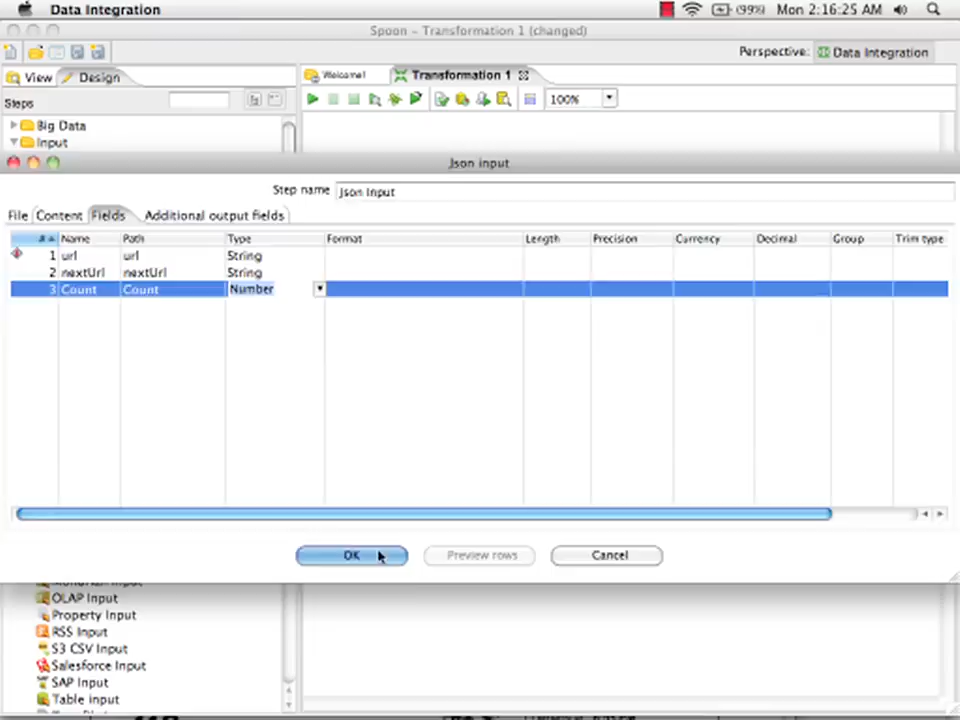 Data Integration (99%) Mon 2:16:25 AM
Spoon - Transformation 1 (changed)
Perspective: Data Integration
View Design Welcome! Transformation 1
Steps 100%
Big Data
Input
Json input
Step name Json Input
File Content Fields Additional output fields
# Name Path Type Format Length Precision Currency Decimal Group Trim type
1 url url String
2 nextUrl nextUrl String
3 Count Count Number
OK Preview rows Cancel
OLAP Input
Property Input
RSS Input
S3 CSV Input
Salesforce Input
SAP Input
Table input